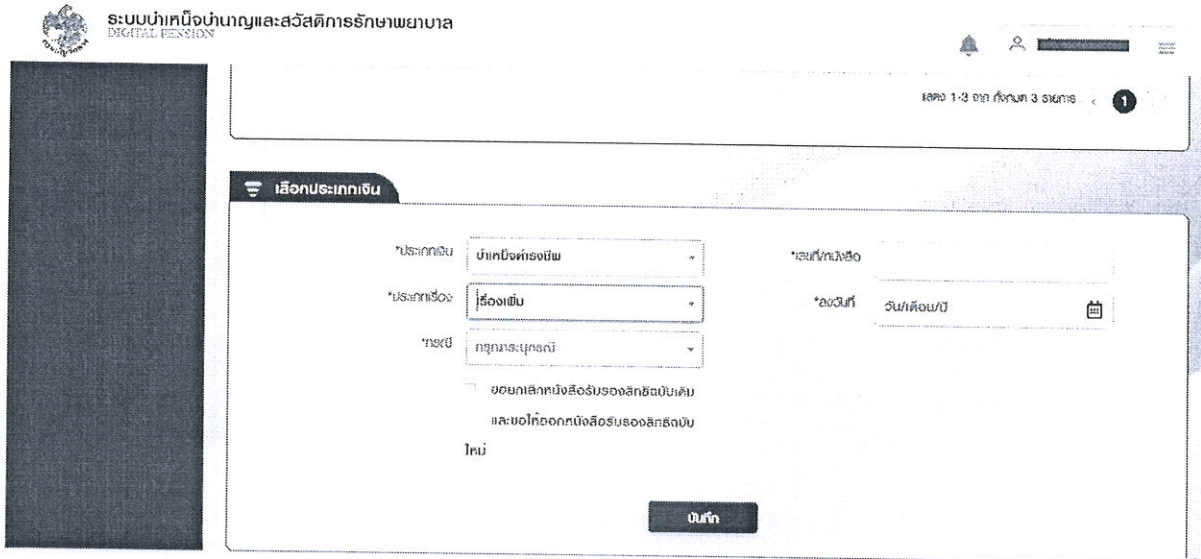 ระบบบำเหน็จบำนาญและสวัสดิการรักษาพยาบาล
DIGITAL PENSION
แสดง 1-3 จาก ทั้งหมด 3 รายการ < 1
เลือกประเภทเงิน
*ประเภทเงิน บำเหน็จดำรงชีพ *เลขที่/หนังสือ
*ประเภทเรื่อง เรื่องเพิ่ม *ลงวันที่ วัน/เดือน/ปี
*กรณี กรุณาระบุกรณี
ขอยกเลิกหนังสือรับรองสิทธิฉบับเดิม
และขอให้ออกหนังสือรับรองสิทธิฉบับ
ใหม่
บันทึก